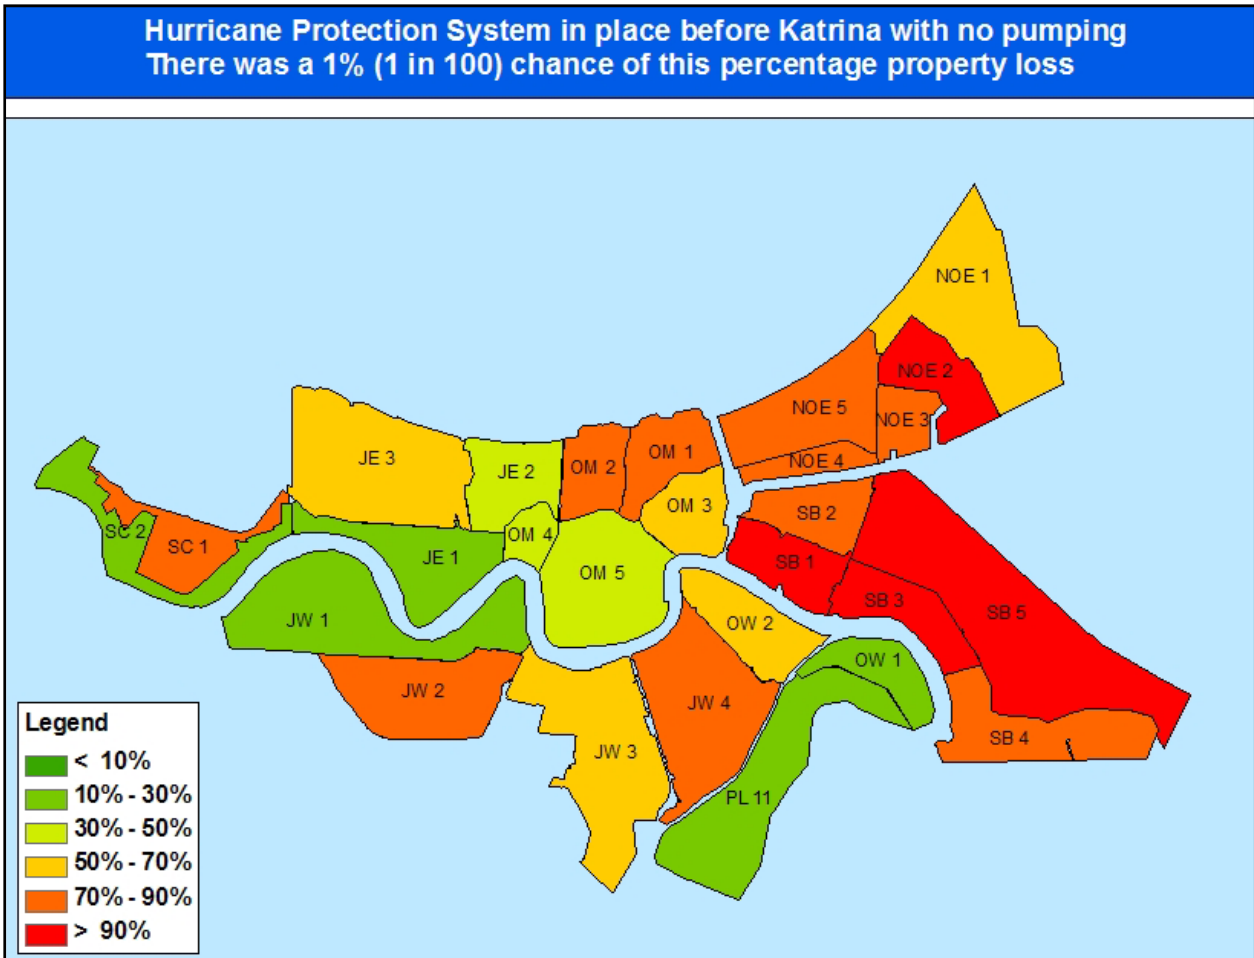 Hurricane Protection System in place before Katrina with no pumping
There was a 1% (1 in 100) chance of this percentage property loss
NOE 1
NOE 2
NOE 5
NOE 3
NOE 4
JE 3
JE 2
OM 2
OM 1
OM 3
SB 2
SC 2
SC 1
OM 4
JE 1
OM 5
SB 1
SB 3
SB 5
JW 1
OW 2
OW 1
JW 2
JW 4
SB 4
JW 3
PL 11
Legend
< 10%
10% - 30%
30% - 50%
50% - 70%
70% - 90%
> 90%